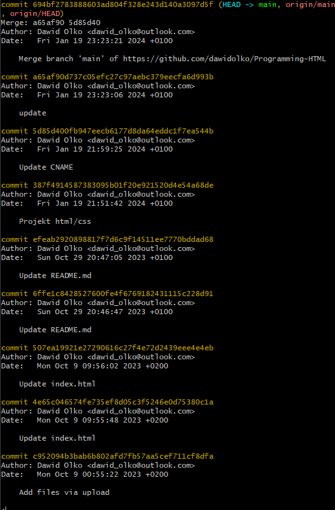 commit 694bf2783888603ad804f328e243d140a3097d5f (HEAD -> main, origin/main
, origin/HEAD)
Merge: a65af90 5d85d40
Author: Dawid Olko <dawid_olko@outlook.com>
Date:   Fri Jan 19 23:23:21 2024 +0100
Merge branch 'main' of https://github.com/dawidolko/Programming-HTML
commit a65af90d737c05efc27c97aebc379eecfa6d993b
Author: Dawid Olko <dawid_olko@outlook.com>
Date:   Fri Jan 19 23:23:06 2024 +0100
update
commit 5d85d400fb947eecb6177d8da64eddc1f7ea544b
Author: Dawid Olko <dawid_olko@outlook.com>
Date:   Fri Jan 19 21:59:25 2024 +0100
Update CNAME
commit 387f4914587383095b01f20e921520d4e54a68de
Author: Dawid Olko <dawid_olko@outlook.com>
Date:   Fri Jan 19 21:51:42 2024 +0100
Projekt html/css
commit efeab2920898817f7d6c9f14511ee7770bddad68
Author: Dawid Olko <dawid_olko@outlook.com>
Date:   Sun Oct 29 20:47:05 2023 +0100
Update README.md
commit 6ffe1c8428527600fe4f6769182431115c228d91
Author: Dawid Olko <dawid_olko@outlook.com>
Date:   Sun Oct 29 20:46:47 2023 +0100
Update README.md
commit 507ea19921e27290616c27f4e72d2439eee4e4eb
Author: Dawid Olko <dawid_olko@outlook.com>
Date:   Mon Oct 9 09:56:02 2023 +0200
Update index.html
commit 4e65c046574fe735ef8d05c3f5246e0d75380c1a
Author: Dawid Olko <dawid_olko@outlook.com>
Date:   Mon Oct 9 09:55:48 2023 +0200
Update index.html
commit c952094b3bab6b802afd7fb57aa5cef711cf8dfa
Author: Dawid Olko <dawid_olko@outlook.com>
Date:   Mon Oct 9 00:55:22 2023 +0200
Add files via upload